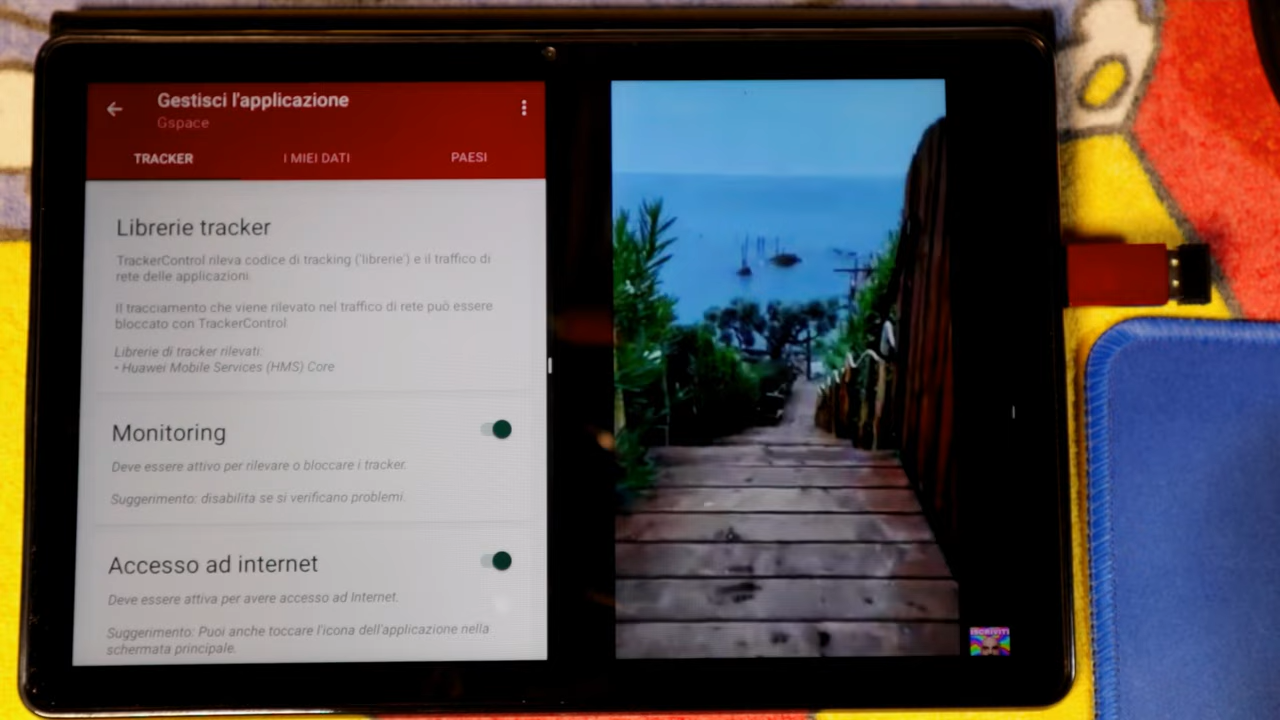 Gestisci l'applicazione
Gspace
TRACKER
I MIEI DATI
PAESI
Librerie tracker
TrackerControl rileva codice di tracking ('librerie') e il traffico di
rete delle applicazioni.
Il tracciamento che viene rilevato nel traffico di rete può essere
bloccato con TrackerControl
Librerie di tracker rilevati:
• Huawei Mobile Services (HMS) Core
Monitoring
Deve essere attivo per rilevare o bloccare i tracker.
Suggerimento: disabilita se si verificano problemi.
Accesso ad internet
Deve essere attiva per avere accesso ad Internet.
Suggerimento: Puoi anche toccare l'icona dell'applicazione nella
schermata principale.
ISCRIVITI